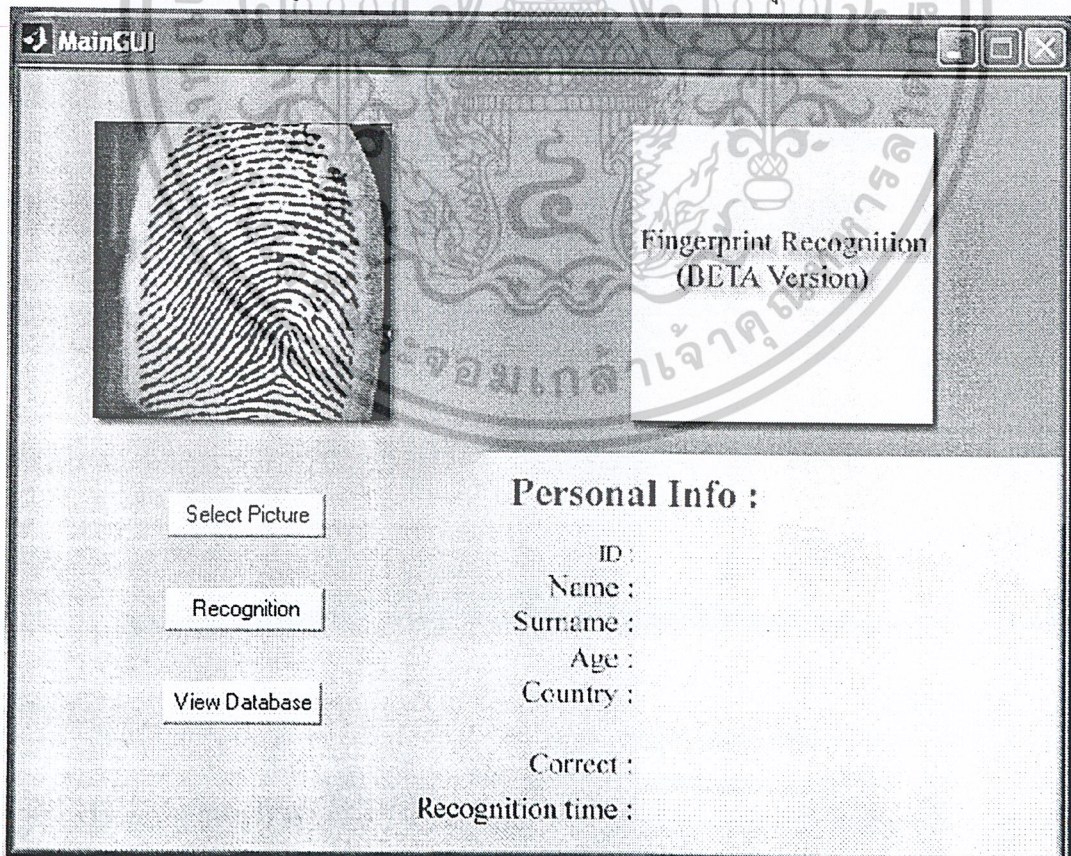 MainGUI
Fingerprint Recognition
(BETA Version)
Personal Info :
Select Picture
Recognition
View Database
ID :
Name :
Surname :
Age :
Country :
Correct :
Recognition time :